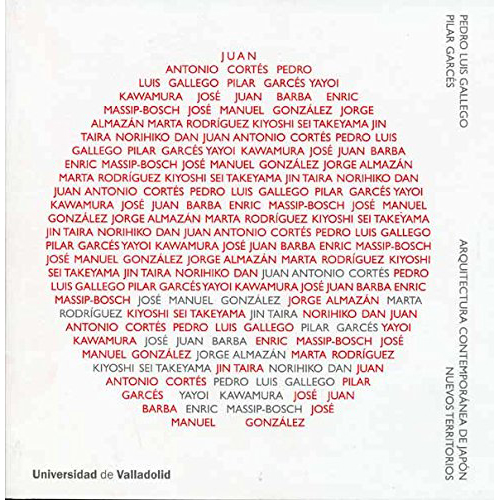 JUAN
ANTONIO CORTÉS PEDRO
LUIS GALLEGO PILAR GARCÉS YAYOI
KAWAMURA JOSÉ JUAN BARBA ENRIC
MASSIP-BOSCH JOSÉ MANUEL GONZÁLEZ JORGE
ALMAZÁN MARTA RODRÍGUEZ KIYOSHI SEI TAKEYAMA JIN
TAIRA NORIHIKO DAN JUAN ANTONIO CORTÉS PEDRO LUIS
GALLEGO PILAR GARCÉS YAYOI KAWAMURA JOSÉ JUAN BARBA
ENRIC MASSIP-BOSCH JOSÉ MANUEL GONZÁLEZ JORGE ALMAZÁN
MARTA RODRÍGUEZ KIYOSHI SEI TAKEYAMA JIN TAIRA NORIHIKO DAN
JUAN ANTONIO CORTÉS PEDRO LUIS GALLEGO PILAR GARCÉS YAYOI
KAWAMURA JOSÉ JUAN BARBA ENRIC MASSIP-BOSCH JOSÉ MANUEL
GONZÁLEZ JORGE ALMAZÁN MARTA RODRÍGUEZ KIYOSHI SEI TAKEYAMA
JIN TAIRA NORIHIKO DAN JUAN ANTONIO CORTÉS PEDRO LUIS GALLEGO
PILAR GARCÉS YAYOI KAWAMURA JOSÉ JUAN BARBA ENRIC MASSIP-BOSCH
JOSÉ MANUEL GONZÁLEZ JORGE ALMAZÁN MARTA RODRÍGUEZ KIYOSHI
SEI TAKEYAMA JIN TAIRA NORIHIKO DAN JUAN ANTONIO CORTÉS PEDRO
LUIS GALLEGO PILAR GARCÉS YAYOI KAWAMURA JOSÉ JUAN BARBA ENRIC
MASSIP-BOSCH JOSÉ MANUEL GONZÁLEZ JORGE ALMAZÁN MARTA
RODRÍGUEZ KIYOSHI SEI TAKEYAMA JIN TAIRA NORIHIKO DAN JUAN
ANTONIO CORTÉS PEDRO LUIS GALLEGO PILAR GARCÉS YAYOI
KAWAMURA JOSÉ JUAN BARBA ENRIC MASSIP-BOSCH JOSÉ
MANUEL GONZÁLEZ JORGE ALMAZÁN MARTA RODRÍGUEZ
KIYOSHI SEI TAKEYAMA JIN TAIRA NORIHIKO DAN JUAN
ANTONIO CORTÉS PEDRO LUIS GALLEGO PILAR
GARCÉS YAYOI KAWAMURA JOSÉ JUAN
BARBA ENRIC MASSIP-BOSCH JOSÉ
MANUEL GONZÁLEZ
PEDRO LUIS GALLEGO
PILAR GARCÉS
ARQUITECTURA CONTEMPORÁNEA DE JAPÓN
NUEVOS TERRITORIOS
Universidad de Valladolid